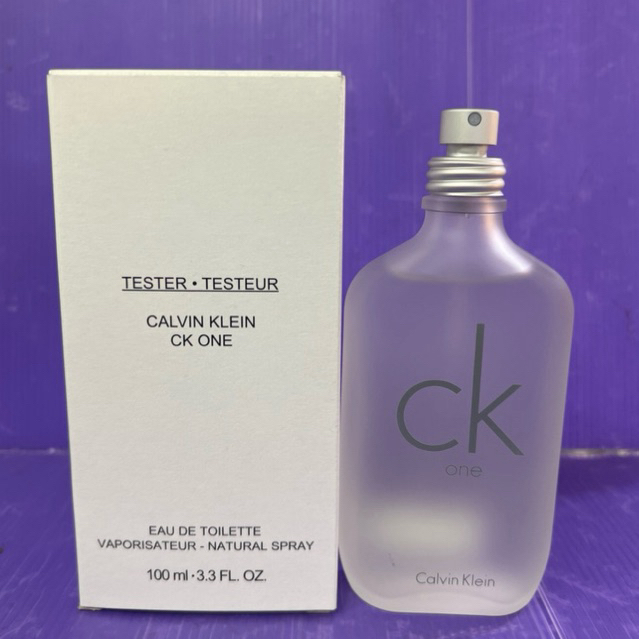 TESTER • TESTEUR
CALVIN KLEIN
CK ONE
EAU DE TOILETTE
VAPORISATEUR - NATURAL SPRAY
100 ml • 3.3 FL. OZ.
ck
one
Calvin Klein